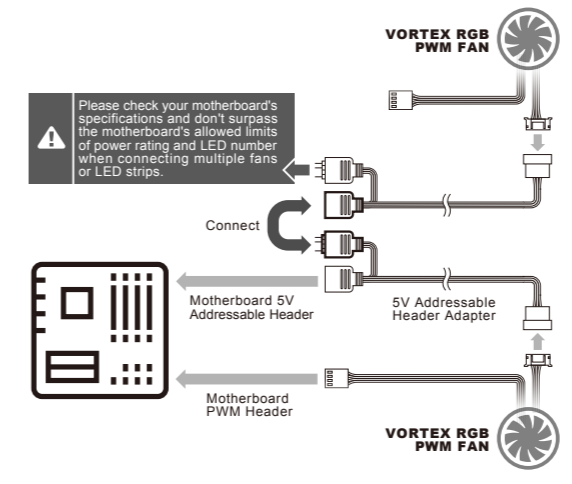 VORTEX RGB
PWM FAN
Please check your motherboard's
specifications and don't surpass
the motherboard's allowed limits
of power rating and LED number
when connecting multiple fans
or LED strips.
Connect
Motherboard 5V
Addressable Header
5V Addressable
Header Adapter
Motherboard
PWM Header
VORTEX RGB
PWM FAN